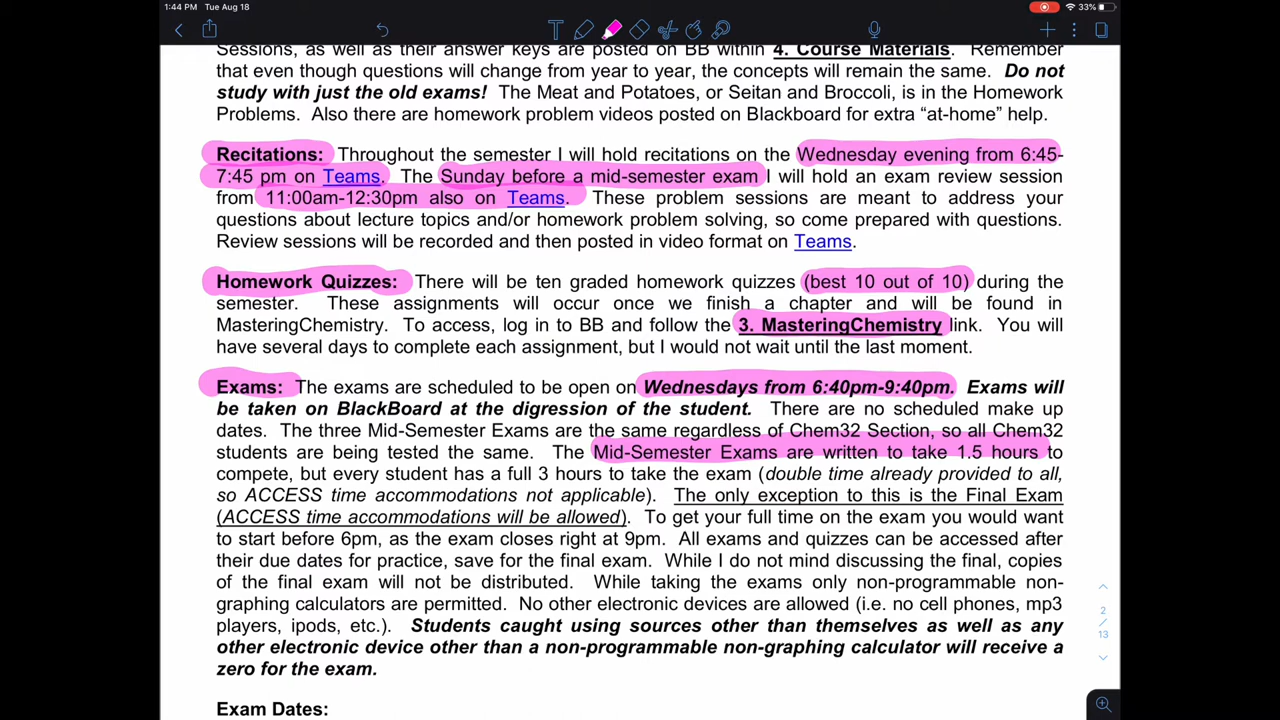 1:44 PM Tue Aug 18
33%
T
Sessions, as well as their answer keys are posted on BB within 4. Course Materials. Remember
that even though questions will change from year to year, the concepts will remain the same. Do not
study with just the old exams! The Meat and Potatoes, or Seitan and Broccoli, is in the Homework
Problems. Also there are homework problem videos posted on Blackboard for extra “at-home” help.
Recitations: Throughout the semester I will hold recitations on the Wednesday evening from 6:45-
7:45 pm on Teams. The Sunday before a mid-semester exam I will hold an exam review session
from 11:00am-12:30pm also on Teams. These problem sessions are meant to address your
questions about lecture topics and/or homework problem solving, so come prepared with questions.
Review sessions will be recorded and then posted in video format on Teams.
Homework Quizzes: There will be ten graded homework quizzes (best 10 out of 10) during the
semester. These assignments will occur once we finish a chapter and will be found in
MasteringChemistry. To access, log in to BB and follow the 3. MasteringChemistry link. You will
have several days to complete each assignment, but I would not wait until the last moment.
Exams: The exams are scheduled to be open on Wednesdays from 6:40pm-9:40pm. Exams will
be taken on BlackBoard at the digression of the student. There are no scheduled make up
dates. The three Mid-Semester Exams are the same regardless of Chem32 Section, so all Chem32
students are being tested the same. The Mid-Semester Exams are written to take 1.5 hours to
compete, but every student has a full 3 hours to take the exam (double time already provided to all,
so ACCESS time accommodations not applicable). The only exception to this is the Final Exam
(ACCESS time accommodations will be allowed). To get your full time on the exam you would want
to start before 6pm, as the exam closes right at 9pm. All exams and quizzes can be accessed after
their due dates for practice, save for the final exam. While I do not mind discussing the final, copies
of the final exam will not be distributed. While taking the exams only non-programmable non-
graphing calculators are permitted. No other electronic devices are allowed (i.e. no cell phones, mp3
players, ipods, etc.). Students caught using sources other than themselves as well as any
other electronic device other than a non-programmable non-graphing calculator will receive a
zero for the exam.
Exam Dates:
2
/
13